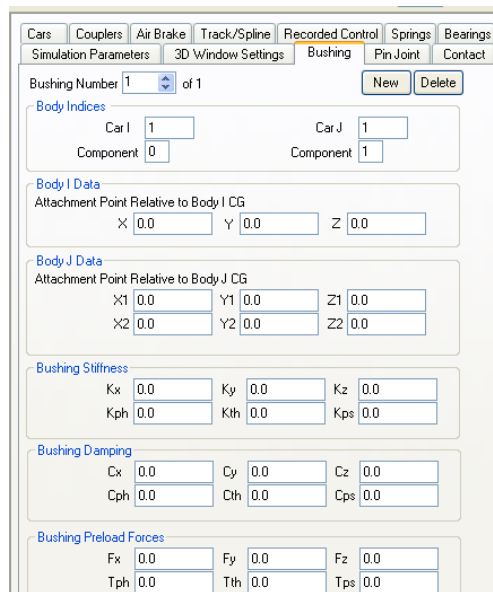 Cars Couplers Air Brake Track/Spline Recorded Control Springs Bearings
Simulation Parameters 3D Window Settings Bushing Pin Joint Contact
Bushing Number 1 of 1 New Delete
Body Indices
Car I 1 Car J 1
Component 0 Component 1
Body I Data
Attachment Point Relative to Body I CG
X 0.0 Y 0.0 Z 0.0
Body J Data
Attachment Point Relative to Body J CG
X1 0.0 Y1 0.0 Z1 0.0
X2 0.0 Y2 0.0 Z2 0.0
Bushing Stiffness
Kx 0.0 Ky 0.0 Kz 0.0
Kph 0.0 Kth 0.0 Kps 0.0
Bushing Damping
Cx 0.0 Cy 0.0 Cz 0.0
Cph 0.0 Cth 0.0 Cps 0.0
Bushing Preload Forces
Fx 0.0 Fy 0.0 Fz 0.0
Tph 0.0 Tth 0.0 Tps 0.0